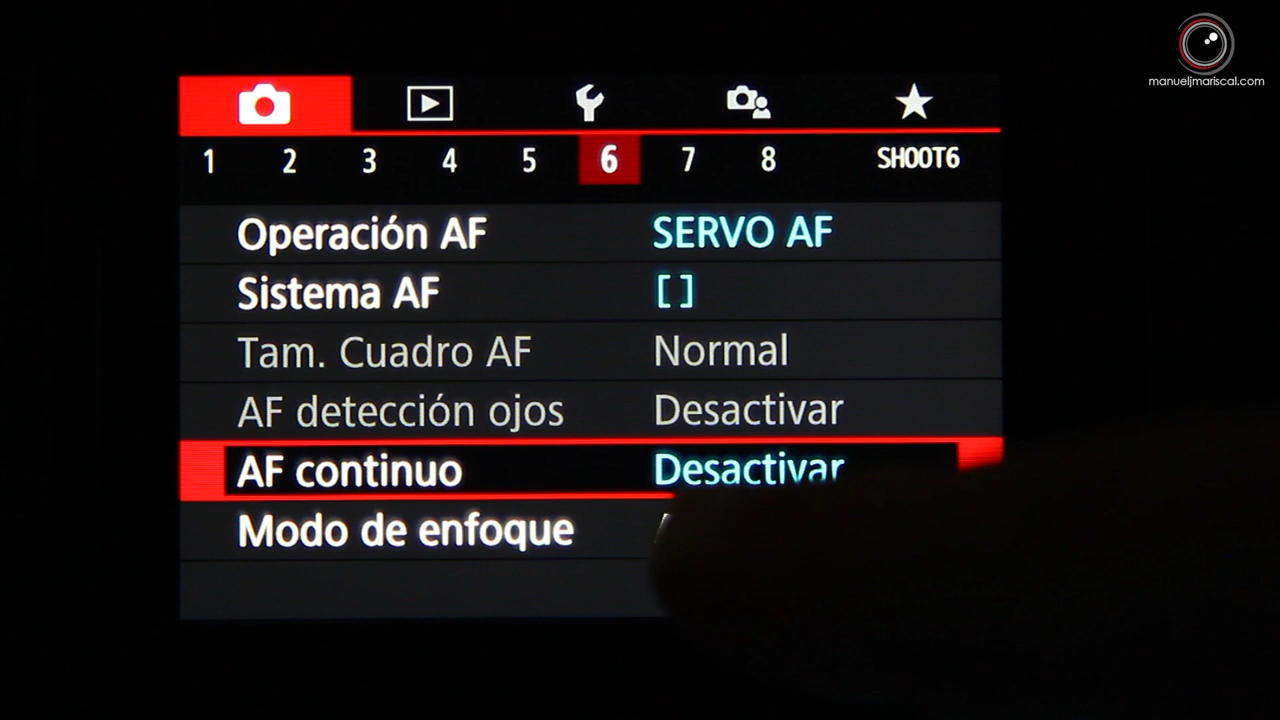 manueljmariscal.com
1 2 3 4 5 6 7 8 SHOOT6
Operación AF SERVO AF
Sistema AF [ ]
Tam. Cuadro AF Normal
AF detección ojos Desactivar
AF continuo Desactivar
Modo de enfoque